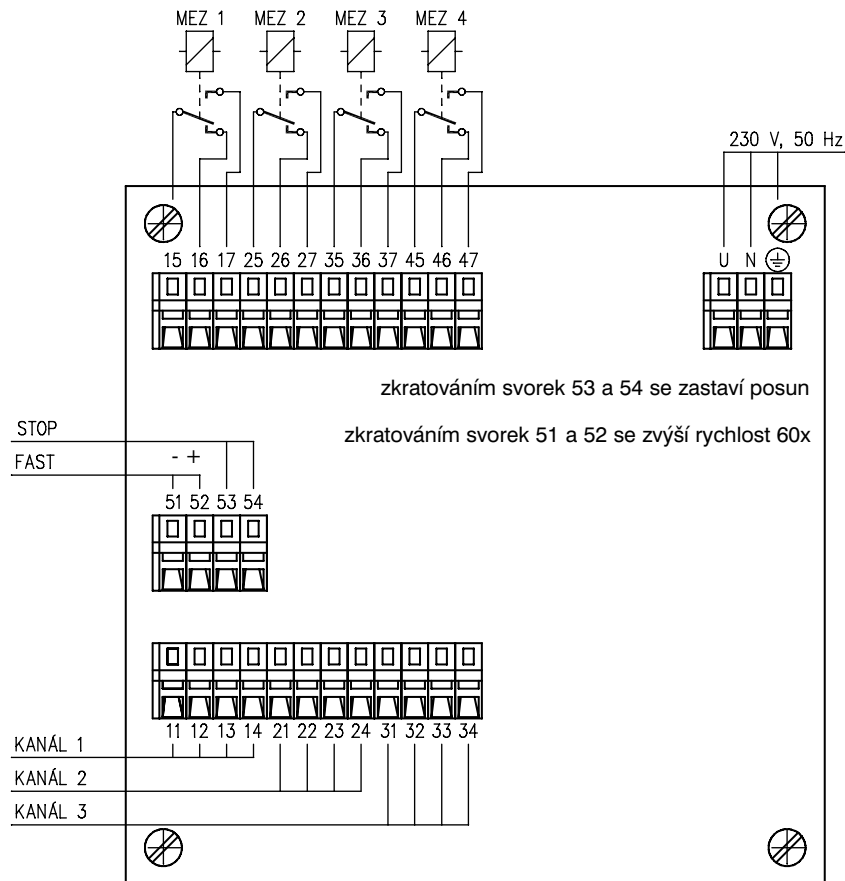 MEZ 1 MEZ 2 MEZ 3 MEZ 4
230 V, 50 Hz
15 16 17 25 26 27 35 36 37 45 46 47
U N
zkratováním svorek 53 a 54 se zastaví posun
zkratováním svorek 51 a 52 se zvýší rychlost 60x
STOP
FAST
- +
51 52 53 54
11 12 13 14 21 22 23 24 31 32 33 34
KANÁL 1
KANÁL 2
KANÁL 3